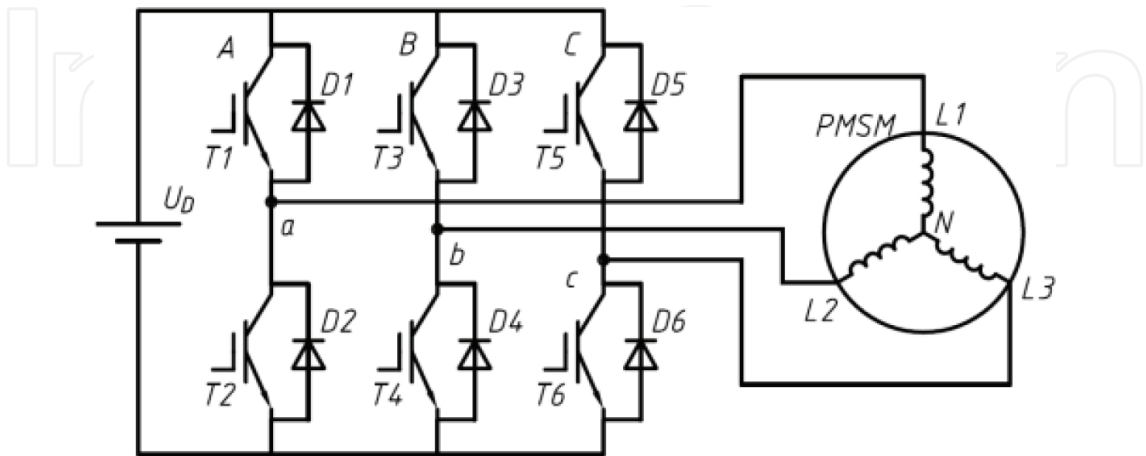 A B C
D1 D3 D5
T1 T3 T5
PMSM L1
U_D
a b c
N
L2 L3
D2 D4 D6
T2 T4 T6